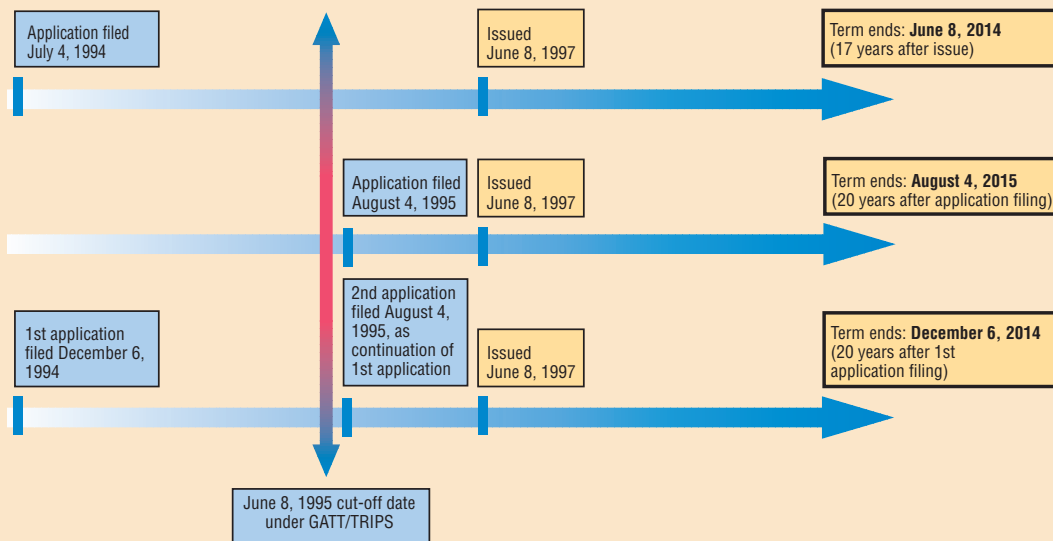 Application filed
July 4, 1994
Issued
June 8, 1997
Term ends: June 8, 2014
(17 years after issue)
Application filed
August 4, 1995
Issued
June 8, 1997
Term ends: August 4, 2015
(20 years after application filing)
1st application
filed December 6,
1994
2nd application
filed August 4,
1995, as
continuation of
1st application
Issued
June 8, 1997
Term ends: December 6, 2014
(20 years after 1st
application filing)
June 8, 1995 cut-off date
under GATT/TRIPS